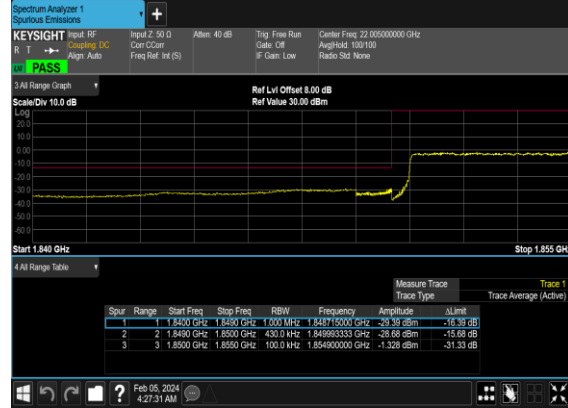 Spectrum Analyzer 1
Spurious Emissions
KEYSIGHT Input: RF Input Z: 50 Ω Atten: 40 dB Trig: Free Run Center Freq: 22.005000000 GHz
R T Coupling: DC Corr CCorr Gate: Off Avg|Hold: 100/100
Align: Auto Freq Ref: Int (S) IF Gain: Low Radio Std: None
PASS
3 All Range Graph
Ref Lvl Offset 8.00 dB
Scale/Div 10.0 dB Ref Value 30.00 dBm
Log
20.0
10.0
0.00
-10.0
-20.0
-30.0
-40.0
-50.0
-60.0
Start 1.840 GHz Stop 1.855 GH
4 All Range Table
Measure Trace Trace 1
Trace Type Trace Average (Active)
Spur Range Start Freq Stop Freq RBW Frequency Amplitude ΔLimit
1 1 1.8400 GHz 1.8490 GHz 1.000 MHz 1.848715000 GHz -29.39 dBm -16.39 dB
2 2 1.8490 GHz 1.8500 GHz 430.0 kHz 1.849993333 GHz -28.68 dBm -15.68 dB
3 3 1.8500 GHz 1.8550 GHz 100.0 kHz 1.854900000 GHz -1.328 dBm -31.33 dB
? Feb 05, 2024
4:27:31 AM